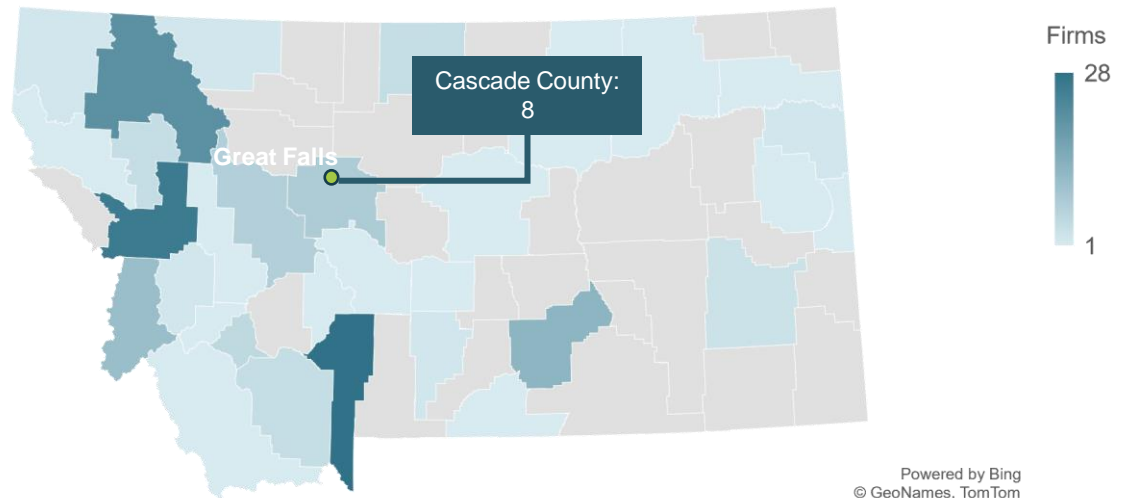 Firms
28
1
Cascade County:
8
Great Falls
Powered by Bing
© GeoNames, TomTom